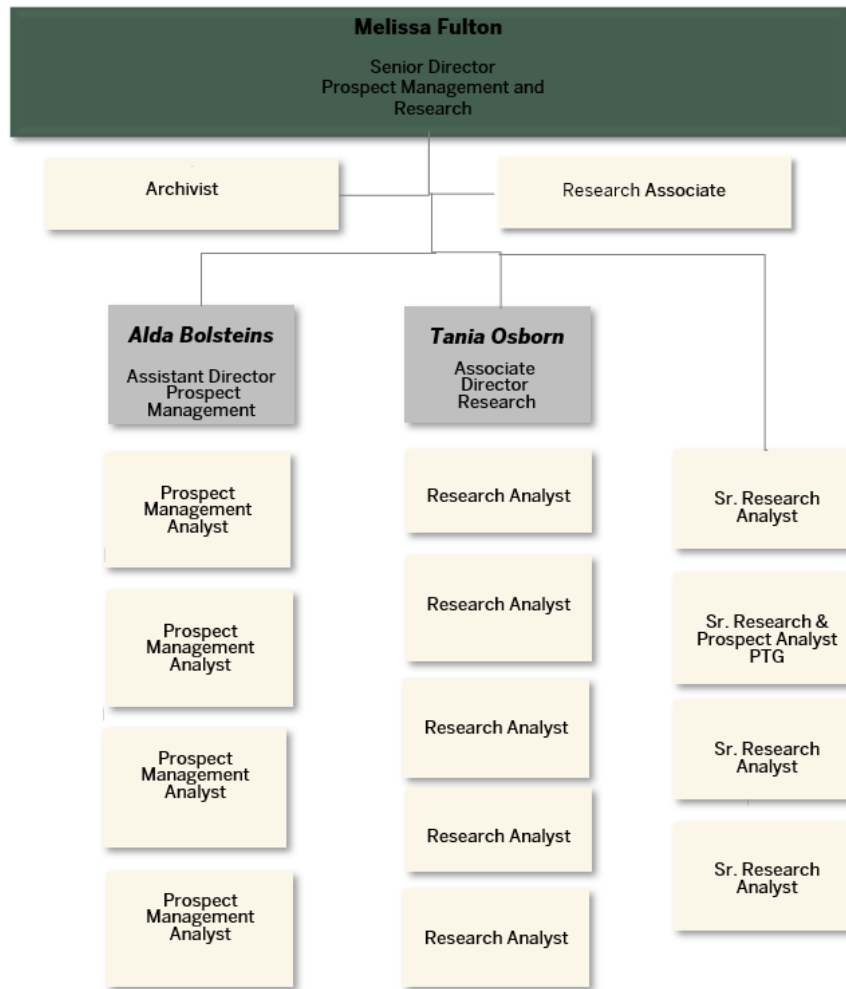 Melissa Fulton
Senior Director
Prospect Management and
Research
Archivist
Research Associate
Alda Bolsteins
Assistant Director
Prospect
Management
Prospect
Management
Analyst
Prospect
Management
Analyst
Prospect
Management
Analyst
Prospect
Management
Analyst
Tania Osborn
Associate
Director
Research
Research Analyst
Research Analyst
Research Analyst
Research Analyst
Research Analyst
Sr. Research
Analyst
Sr. Research &
Prospect Analyst
PTG
Sr. Research
Analyst
Sr. Research
Analyst